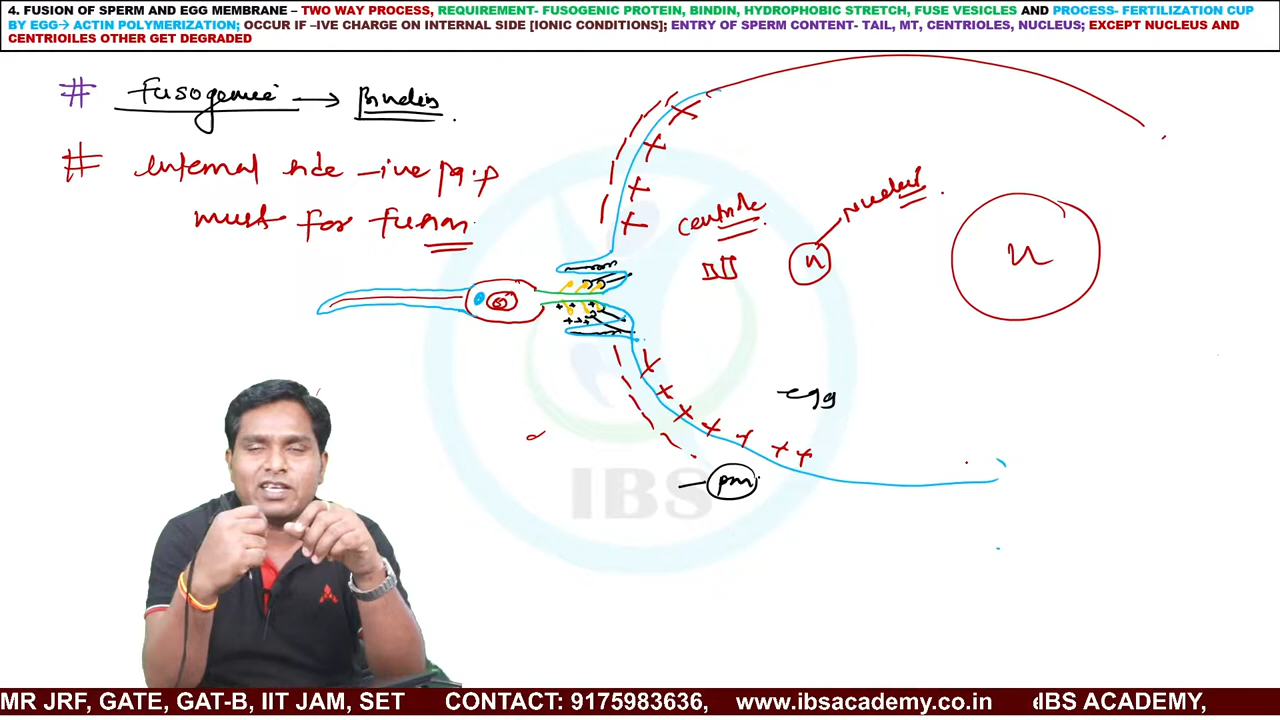 4. FUSION OF SPERM AND EGG MEMBRANE – TWO WAY PROCESS, REQUIREMENT- FUSOGENIC PROTEIN, BINDIN, HYDROPHOBIC STRETCH, FUSE VESICLES AND PROCESS- FERTILIZATION CUP
BY EGG→ ACTIN POLYMERIZATION; OCCUR IF –IVE CHARGE ON INTERNAL SIDE [IONIC CONDITIONS]; ENTRY OF SPERM CONTENT- TAIL, MT, CENTRIOLES, NUCLEUS; EXCEPT NUCLEUS AND
CENTRIOILES OTHER GET DEGRADED
# fusogenic → Bindin
# internal side –ive
must for fusion
Centriole
Nucleus
n
n
egg
pm
IBS
MR JRF, GATE, GAT-B, IIT JAM, SET CONTACT: 9175983636, www.ibsacademy.co.in IBS ACADEMY,